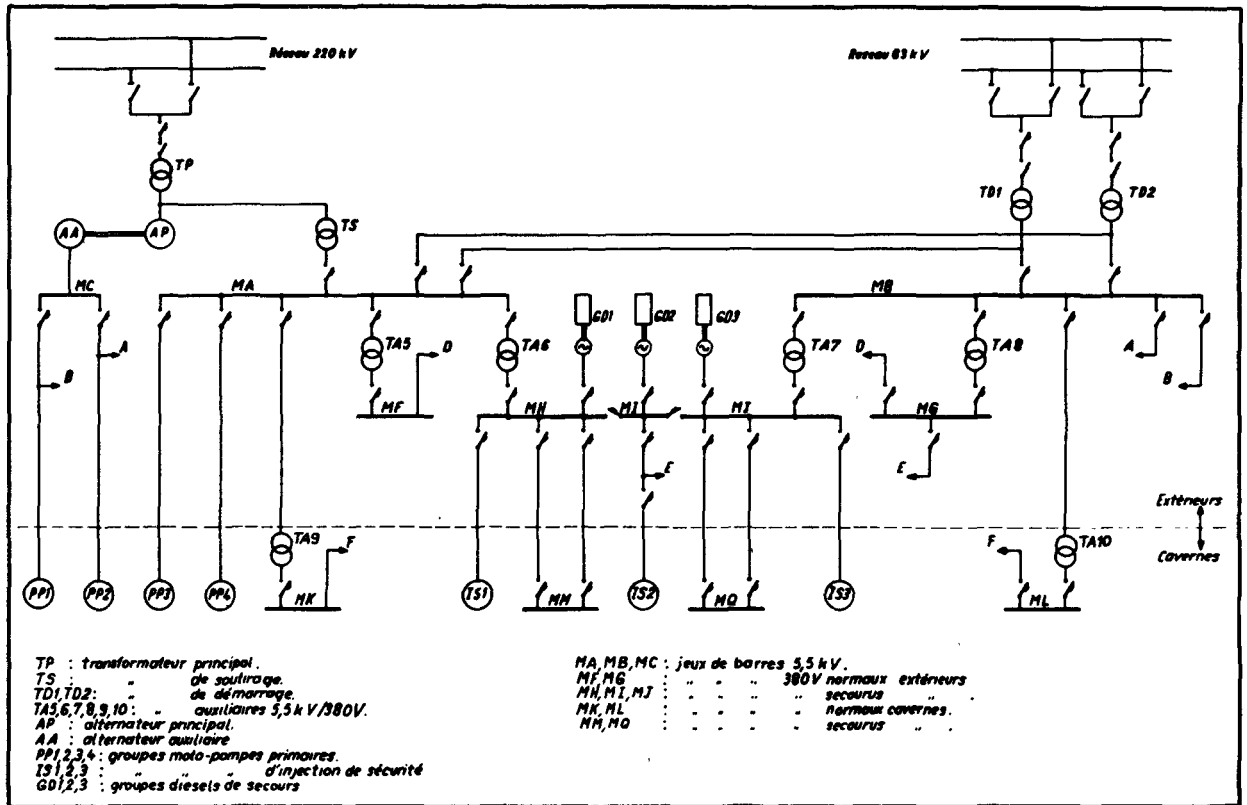 Réseau 220 kV
Reseau 63 kV
TP
TD1
TD2
AA
AP
TS
MC
MA
MB
GD1
GD2
GD3
TA5
D
TA6
TA7
D
TA8
A
A
B
B
MF
MH
MJ
MI
MG
E
E
TA9
F
F
TA10
Extérieurs
Cavernes
PP1
PP2
PP3
PP4
MK
IS1
MM
IS2
MQ
IS3
ML
TP : transformateur principal.
TS : " de soutirage.
TD1,TD2: " de démarrage.
TA5,6,7,8,9,10: " auxiliaires 5,5 kV/380V.
AP : alternateur principal.
AA : alternateur auxiliaire
PP1,2,3,4: groupes moto-pompes primaires.
IS1,2,3 " " " d'injection de sécurité
GD1,2,3 : groupes diesels de secours
MA,MB,MC : jeux de barres 5,5 kV.
MF,MG : " " " 380V normaux extérieurs
MH,MI,MJ : " " " " secourus " .
MK,ML : " " " " normaux cavernes.
MM,MQ : " " " " secourus " .